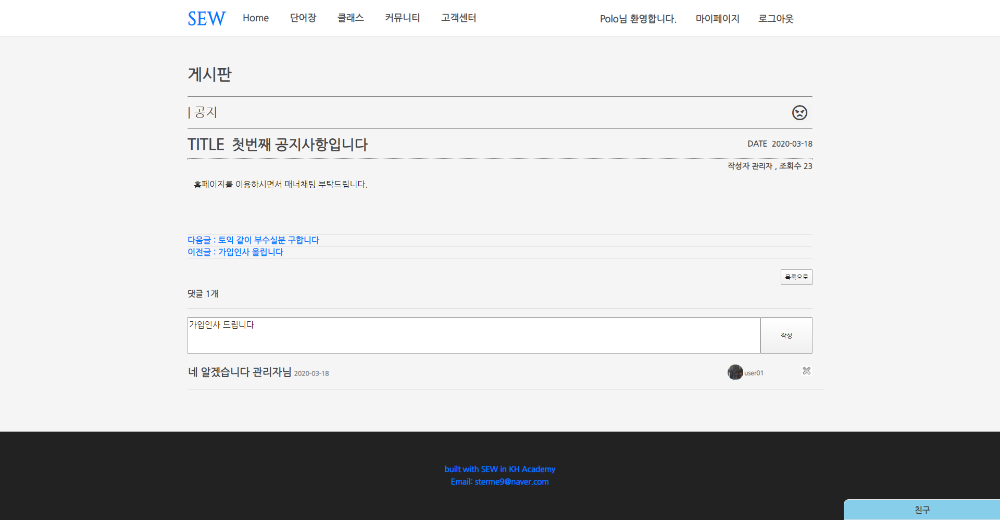 SEW Home 단어장 클래스 커뮤니티 고객센터 Polo님 환영합니다. 마이페이지 로그아웃
게시판
| 공지
TITLE 첫번째 공지사항입니다 DATE 2020-03-18
작성자 관리자 , 조회수 23
홈페이지를 이용하시면서 매너채팅 부탁드립니다.
다음글 : 토익 같이 부수실분 구합니다
이전글 : 가입인사 올립니다
목록으로
댓글 1개
가입인사 드립니다
작성
네 알겠습니다 관리자님 2020-03-18 user01
built with SEW in KH Academy
Email: sterme9@naver.com
친구